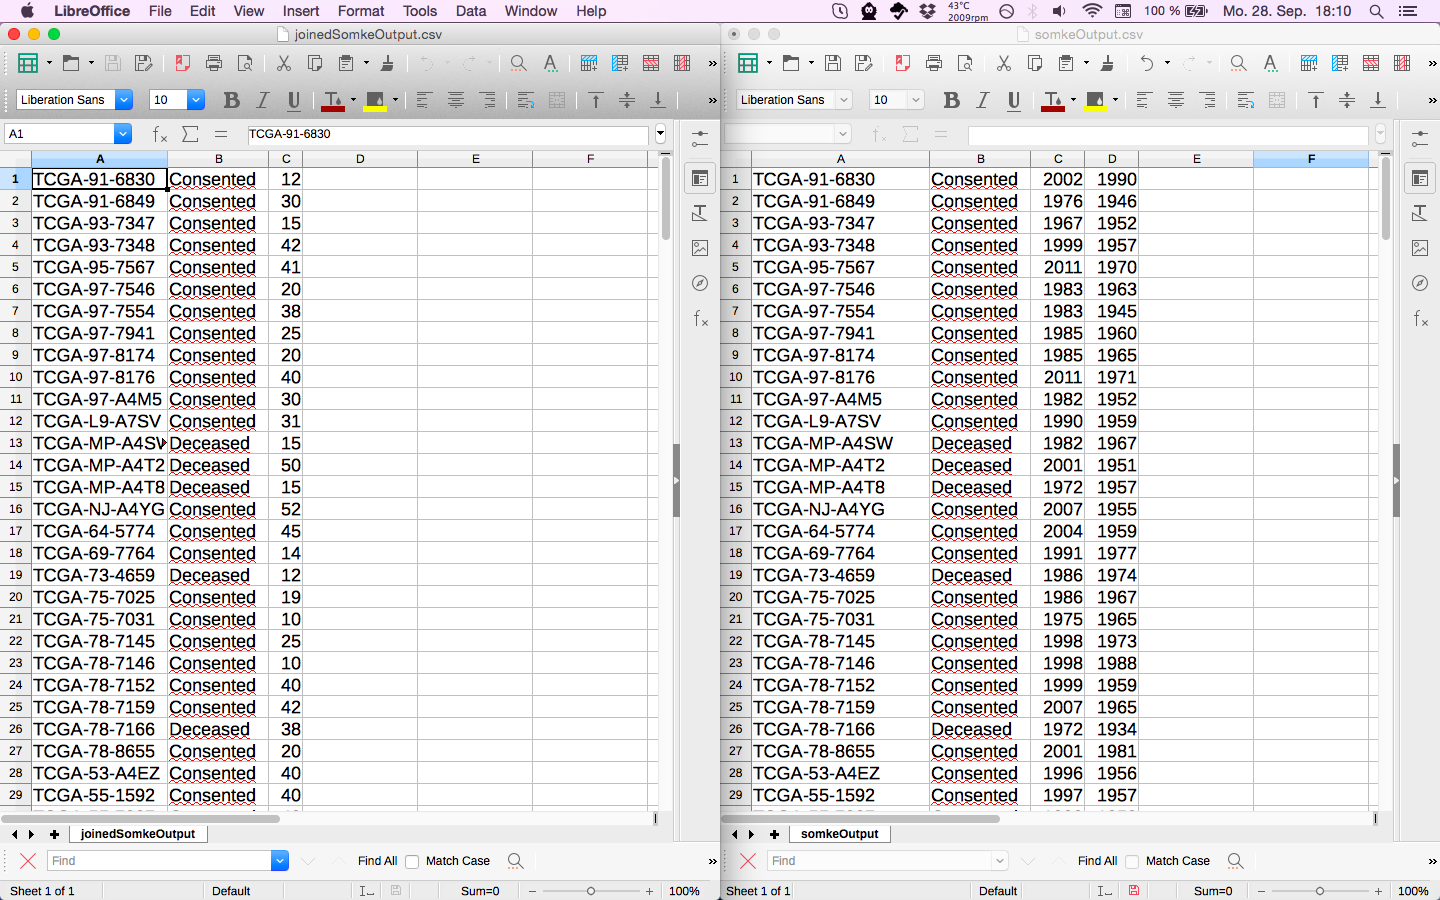 LibreOffice File Edit View Insert Format Tools Data Window Help 43°C 2009rpm 100 % Mo. 28. Sep. 18:10
joinedSomkeOutput.csv
Liberation Sans 10 B I U
A1 TCGA-91-6830
A B C D E F
1 TCGA-91-6830 Consented 12
2 TCGA-91-6849 Consented 30
3 TCGA-93-7347 Consented 15
4 TCGA-93-7348 Consented 42
5 TCGA-95-7567 Consented 41
6 TCGA-97-7546 Consented 20
7 TCGA-97-7554 Consented 38
8 TCGA-97-7941 Consented 25
9 TCGA-97-8174 Consented 20
10 TCGA-97-8176 Consented 40
11 TCGA-97-A4M5 Consented 30
12 TCGA-L9-A7SV Consented 31
13 TCGA-MP-A4SW Deceased 15
14 TCGA-MP-A4T2 Deceased 50
15 TCGA-MP-A4T8 Deceased 15
16 TCGA-NJ-A4YG Consented 52
17 TCGA-64-5774 Consented 45
18 TCGA-69-7764 Consented 14
19 TCGA-73-4659 Deceased 12
20 TCGA-75-7025 Consented 19
21 TCGA-75-7031 Consented 10
22 TCGA-78-7145 Consented 25
23 TCGA-78-7146 Consented 10
24 TCGA-78-7152 Consented 40
25 TCGA-78-7159 Consented 42
26 TCGA-78-7166 Deceased 38
27 TCGA-78-8655 Consented 20
28 TCGA-53-A4EZ Consented 40
29 TCGA-55-1592 Consented 40
joinedSomkeOutput
Find Find All Match Case
Sheet 1 of 1 Default Sum=0 100%
somkeOutput.csv
Liberation Sans 10 B I U
A B C D E F
1 TCGA-91-6830 Consented 2002 1990
2 TCGA-91-6849 Consented 1976 1946
3 TCGA-93-7347 Consented 1967 1952
4 TCGA-93-7348 Consented 1999 1957
5 TCGA-95-7567 Consented 2011 1970
6 TCGA-97-7546 Consented 1983 1963
7 TCGA-97-7554 Consented 1983 1945
8 TCGA-97-7941 Consented 1985 1960
9 TCGA-97-8174 Consented 1985 1965
10 TCGA-97-8176 Consented 2011 1971
11 TCGA-97-A4M5 Consented 1982 1952
12 TCGA-L9-A7SV Consented 1990 1959
13 TCGA-MP-A4SW Deceased 1982 1967
14 TCGA-MP-A4T2 Deceased 2001 1951
15 TCGA-MP-A4T8 Deceased 1972 1957
16 TCGA-NJ-A4YG Consented 2007 1955
17 TCGA-64-5774 Consented 2004 1959
18 TCGA-69-7764 Consented 1991 1977
19 TCGA-73-4659 Deceased 1986 1974
20 TCGA-75-7025 Consented 1986 1967
21 TCGA-75-7031 Consented 1975 1965
22 TCGA-78-7145 Consented 1998 1973
23 TCGA-78-7146 Consented 1998 1988
24 TCGA-78-7152 Consented 1999 1959
25 TCGA-78-7159 Consented 2007 1965
26 TCGA-78-7166 Deceased 1972 1934
27 TCGA-78-8655 Consented 2001 1981
28 TCGA-53-A4EZ Consented 1996 1956
29 TCGA-55-1592 Consented 1997 1957
somkeOutput
Find Find All Match Case
Sheet 1 of 1 Default Sum=0 100%